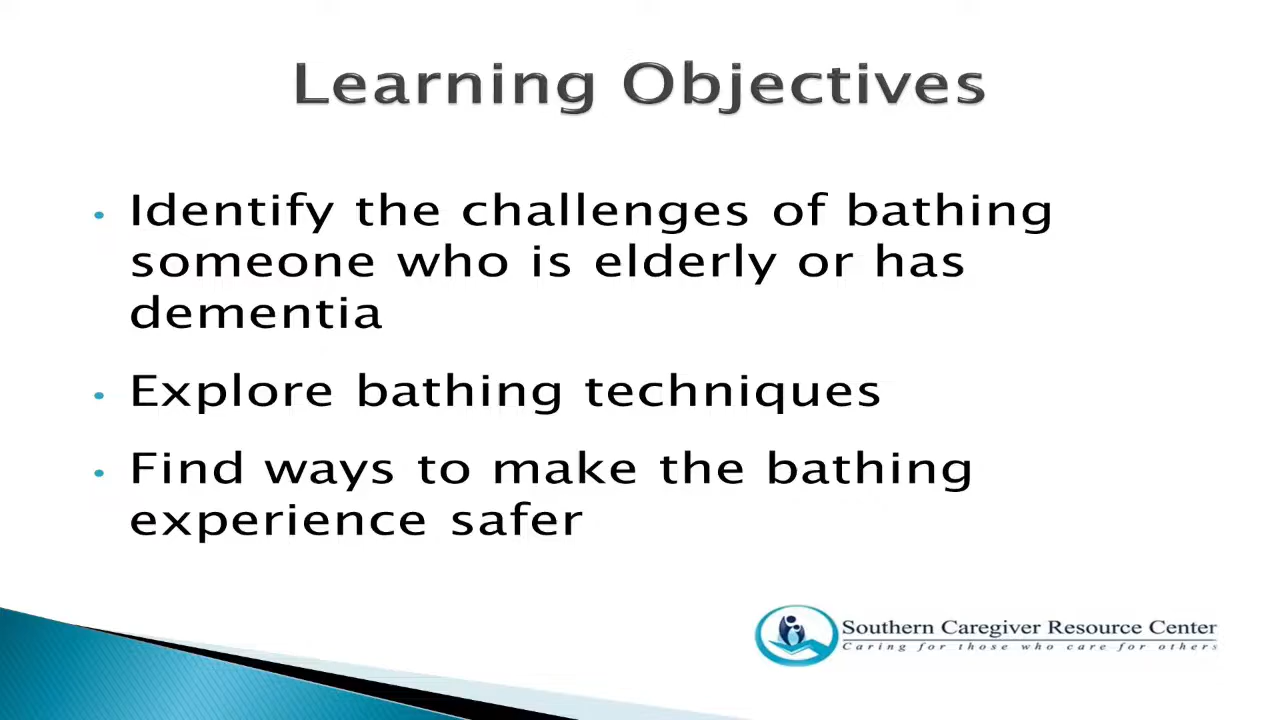 Learning Objectives
• Identify the challenges of bathing
someone who is elderly or has
dementia
• Explore bathing techniques
• Find ways to make the bathing
experience safer
Southern Caregiver Resource Center
Caring for those who care for others